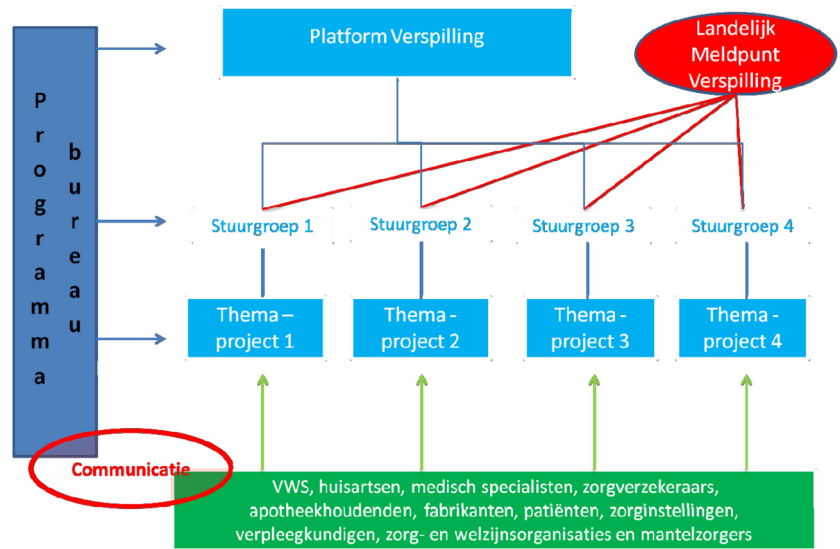 Platform Verspilling
Landelijk
Meldpunt
Verspilling
Programma
bureau
Stuurgroep 1
Stuurgroep 2
Stuurgroep 3
Stuurgroep 4
Thema –
project 1
Thema -
project 2
Thema -
project 3
Thema -
project 4
Communicatie
VWS, huisartsen, medisch specialisten, zorgverzekeraars,
apotheekhoudenden, fabrikanten, patiënten, zorginstellingen,
verpleegkundigen, zorg- en welzijnsorganisaties en mantelzorgers